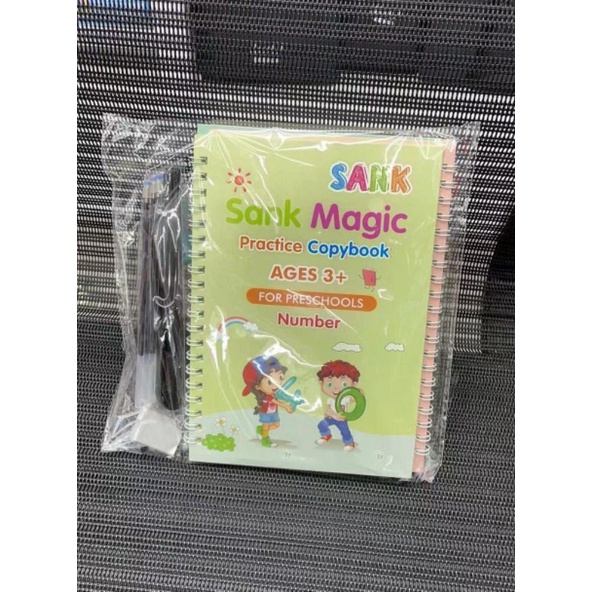 SANK
Sank Magic
Practice Copybook
AGES 3+
FOR PRESCHOOLS
Number